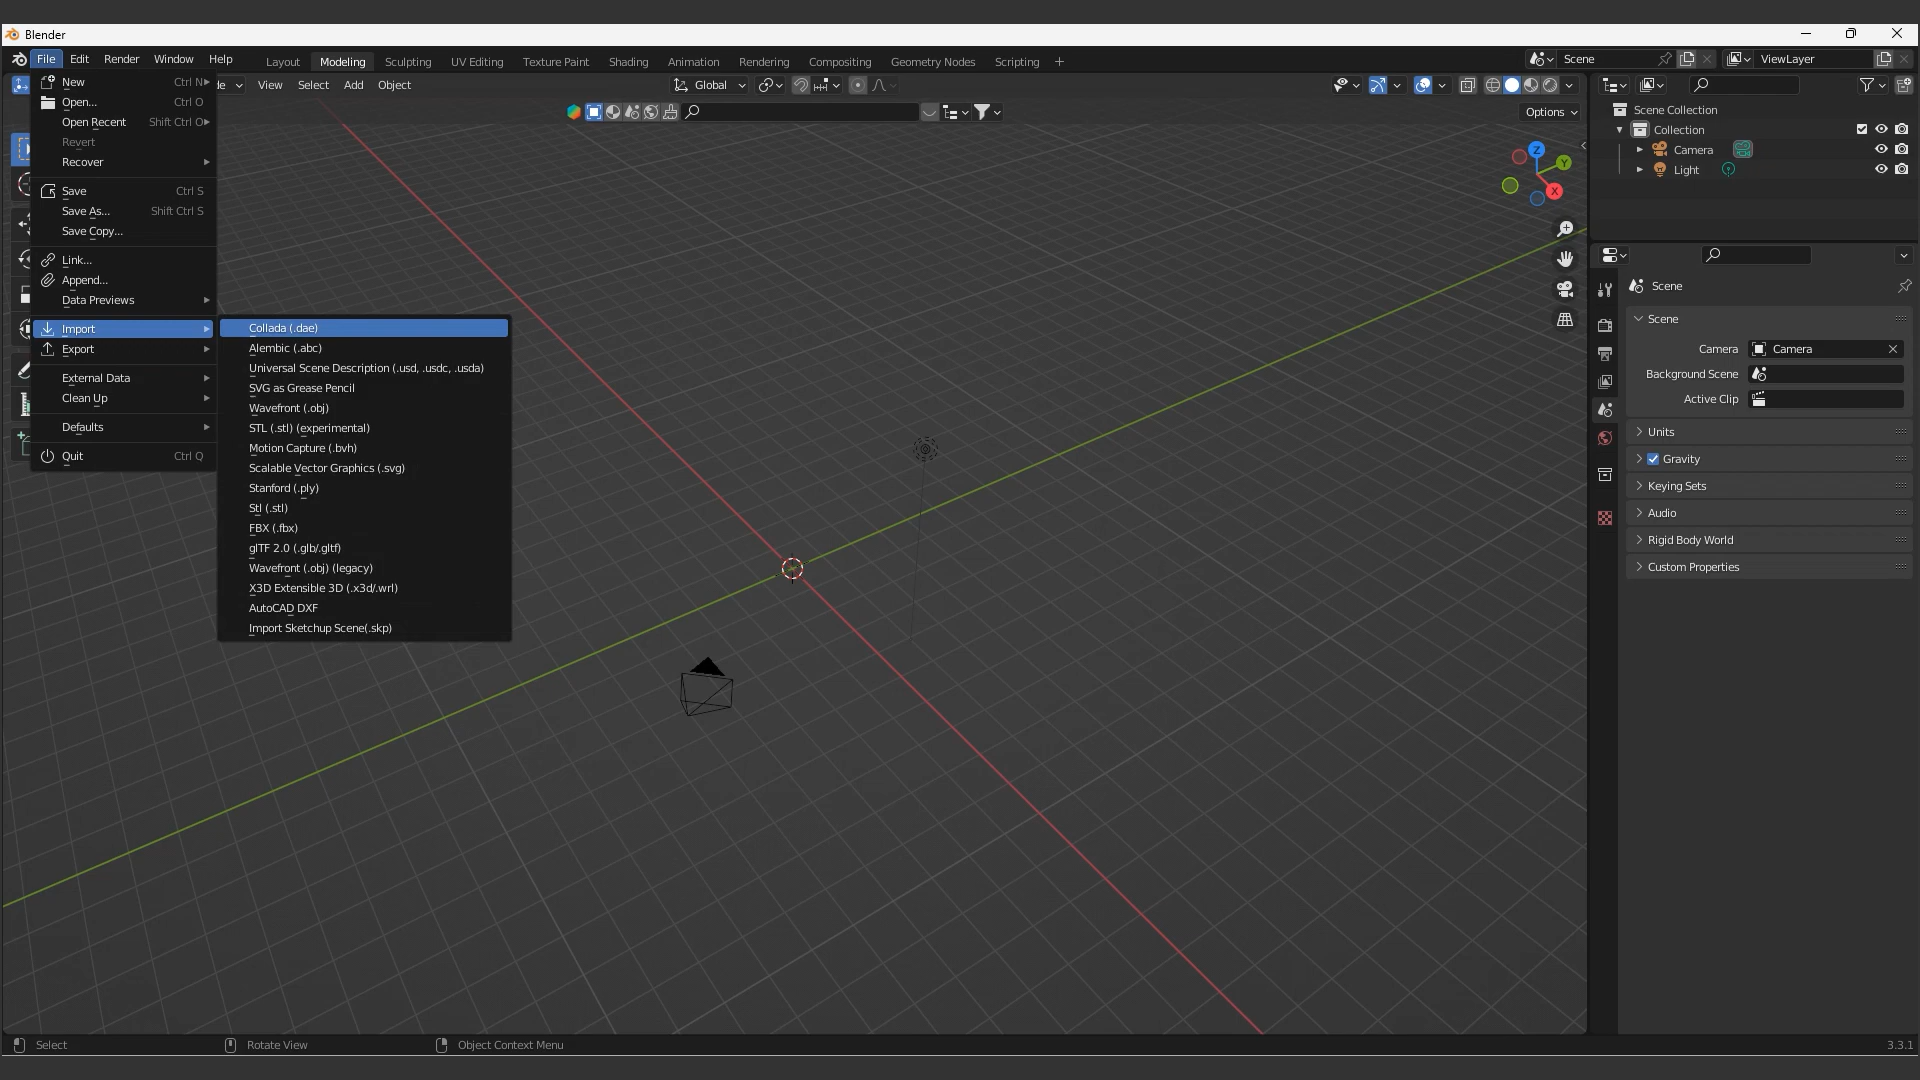 Blender
File Edit Render Window Help Layout Modeling Sculpting UV Editing Texture Paint Shading Animation Rendering Compositing Geometry Nodes Scripting + Scene ViewLayer
de View Select Add Object Global
Options
New Ctrl N
Open... Ctrl O
Open Recent Shift Ctrl O
Revert
Recover
Save Ctrl S
Save As... Shift Ctrl S
Save Copy...
Link...
Append...
Data Previews
Import
Export
External Data
Clean Up
Defaults
Quit Ctrl Q
Collada (.dae)
Alembic (.abc)
Universal Scene Description (.usd, .usdc, .usda)
SVG as Grease Pencil
Wavefront (.obj)
STL (.stl) (experimental)
Motion Capture (.bvh)
Scalable Vector Graphics (.svg)
Stanford (.ply)
Stl (.stl)
FBX (.fbx)
glTF 2.0 (.glb/.gltf)
Wavefront (.obj) (legacy)
X3D Extensible 3D (.x3d/.wrl)
AutoCAD DXF
Import Sketchup Scene(.skp)
Z
Y
X
Scene Collection
Collection
Camera
Light
Scene
Scene
Camera Camera
Background Scene
Active Clip
Units
Gravity
Keying Sets
Audio
Rigid Body World
Custom Properties
Select Rotate View Object Context Menu 3.3.1